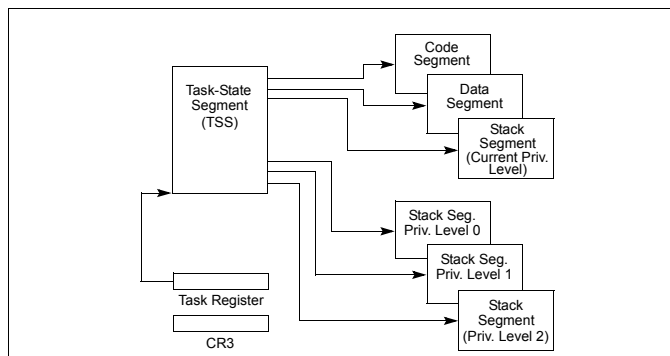 Code
Segment
Task-State
Segment
(TSS)
Data
Segment
Stack
Segment
(Current Priv.
Level)
Stack Seg.
Priv. Level 0
Stack Seg.
Priv. Level 1
Stack
Segment
(Priv. Level 2)
Task Register
CR3